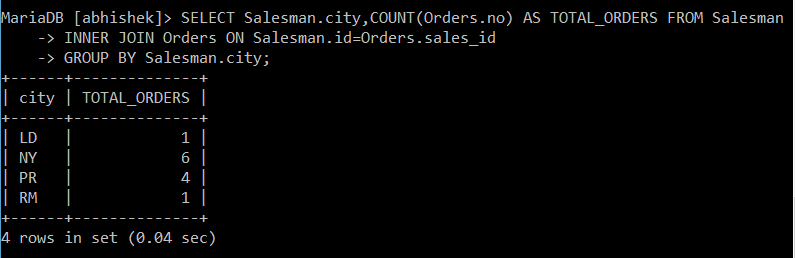 MariaDB [abhishek]> SELECT Salesman.city,COUNT(Orders.no) AS TOTAL_ORDERS FROM Salesman
    -> INNER JOIN Orders ON Salesman.id=Orders.sales_id
    -> GROUP BY Salesman.city;
+------+--------------+
| city | TOTAL_ORDERS |
+------+--------------+
| LD   |            1 |
| NY   |            6 |
| PR   |            4 |
| RM   |            1 |
+------+--------------+
4 rows in set (0.04 sec)